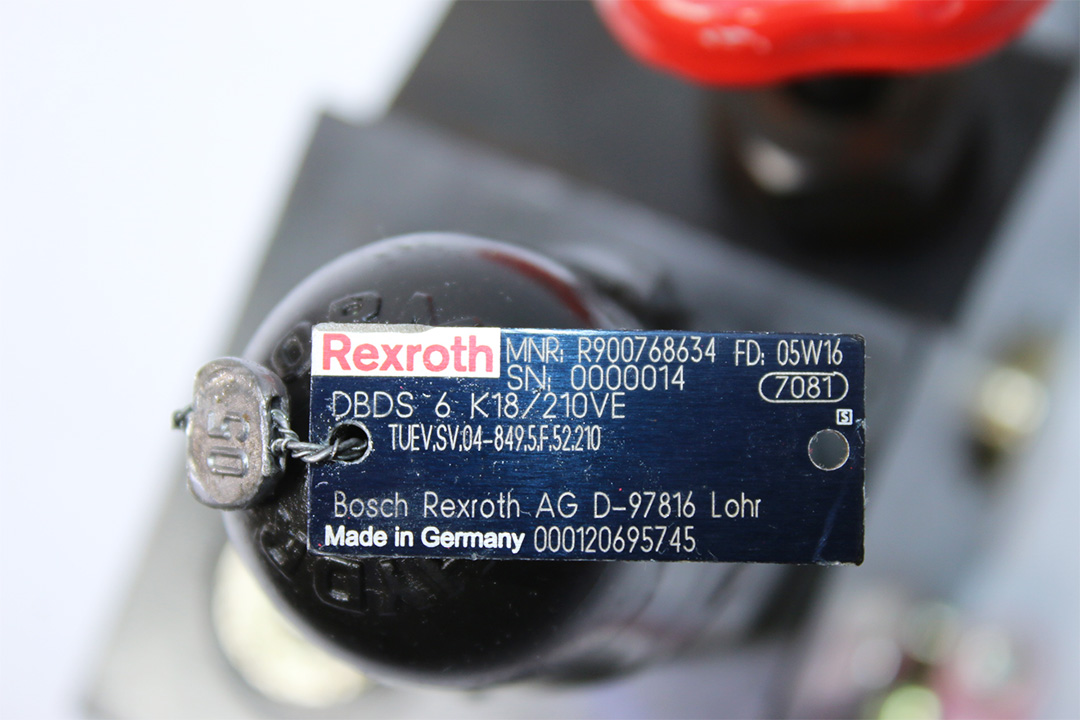 Rexroth MNR: R900768634 FD: 05W16
SN: 0000014 7081
DBDS 6 K18/210VE
S
TUEV.SV.04-849.5.F.52.210
Bosch Rexroth AG D-97816 Lohr
Made in Germany 000120695745